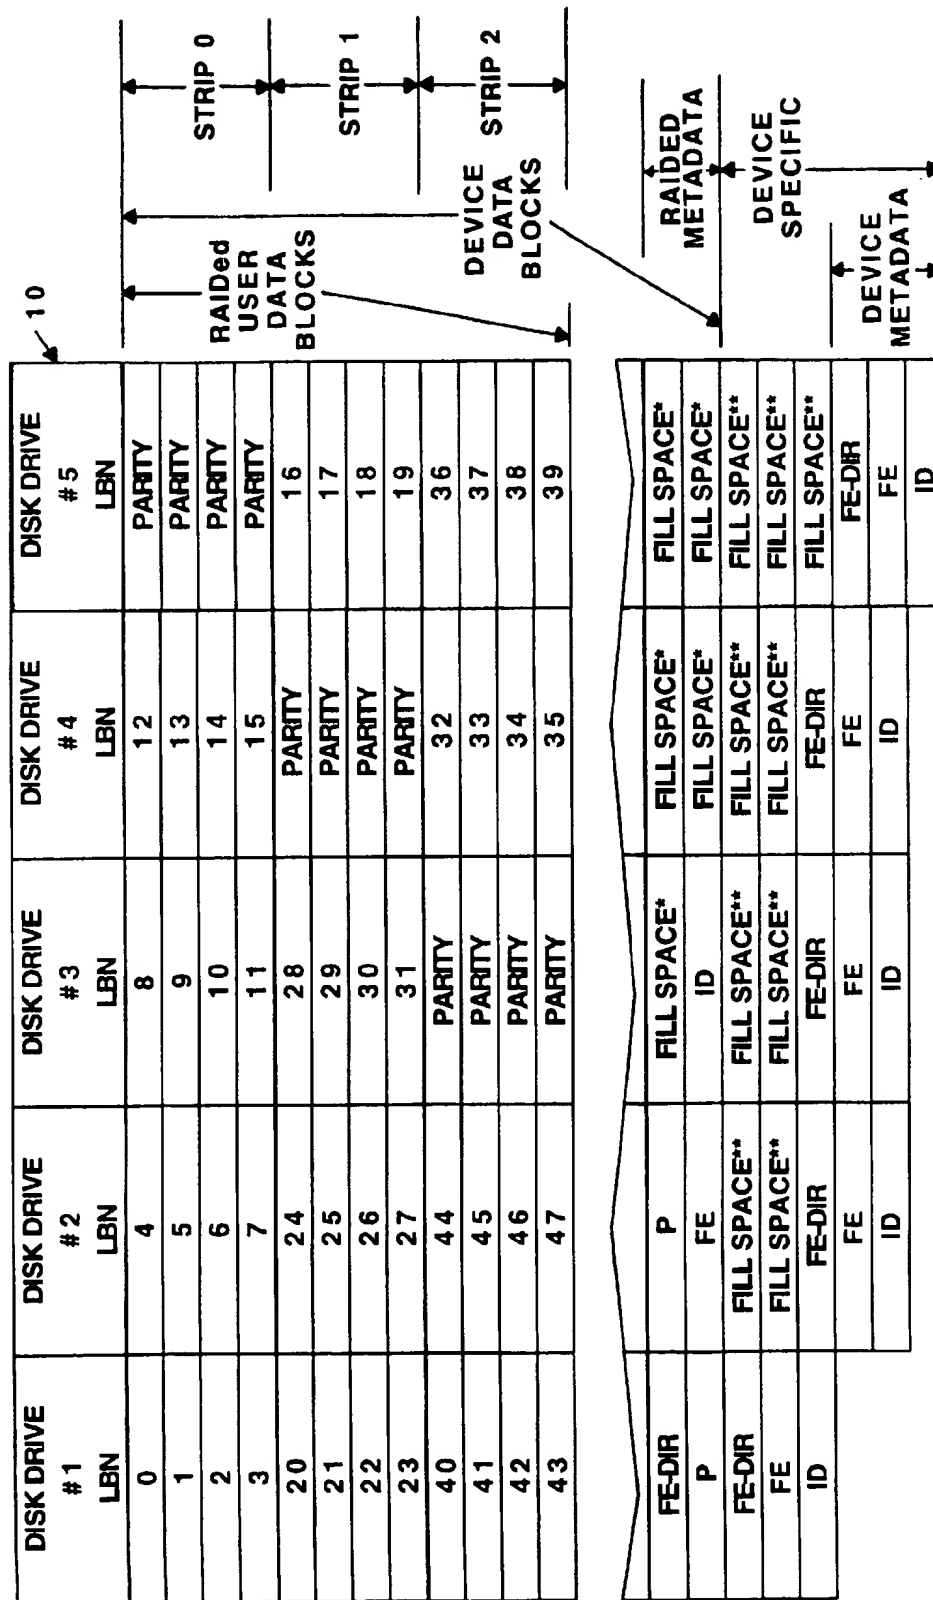 10
DISK DRIVE #1 LBN
DISK DRIVE #2 LBN
DISK DRIVE #3 LBN
DISK DRIVE #4 LBN
DISK DRIVE #5 LBN
0 4 8 12 PARITY
1 5 9 13 PARITY
2 6 10 14 PARITY
3 7 11 15 PARITY
20 24 28 PARITY 16
21 25 29 PARITY 17
22 26 30 PARITY 18
23 27 31 PARITY 19
40 44 PARITY 32 36
41 45 PARITY 33 37
42 46 PARITY 34 38
43 47 PARITY 35 39
FE-DIR P FILL SPACE* FILL SPACE* FILL SPACE*
P FE ID FILL SPACE* FILL SPACE*
FE-DIR FILL SPACE** FILL SPACE** FILL SPACE** FILL SPACE**
FE FILL SPACE** FILL SPACE** FILL SPACE** FILL SPACE**
ID FE-DIR FE-DIR FE-DIR FILL SPACE**
FE FE FE FE-DIR
ID ID ID FE
ID
RAIDed
USER
DATA
BLOCKS
DEVICE
DATA
BLOCKS
STRIP 0
STRIP 1
STRIP 2
RAIDED
METADATA
DEVICE
SPECIFIC
DEVICE
METADATA